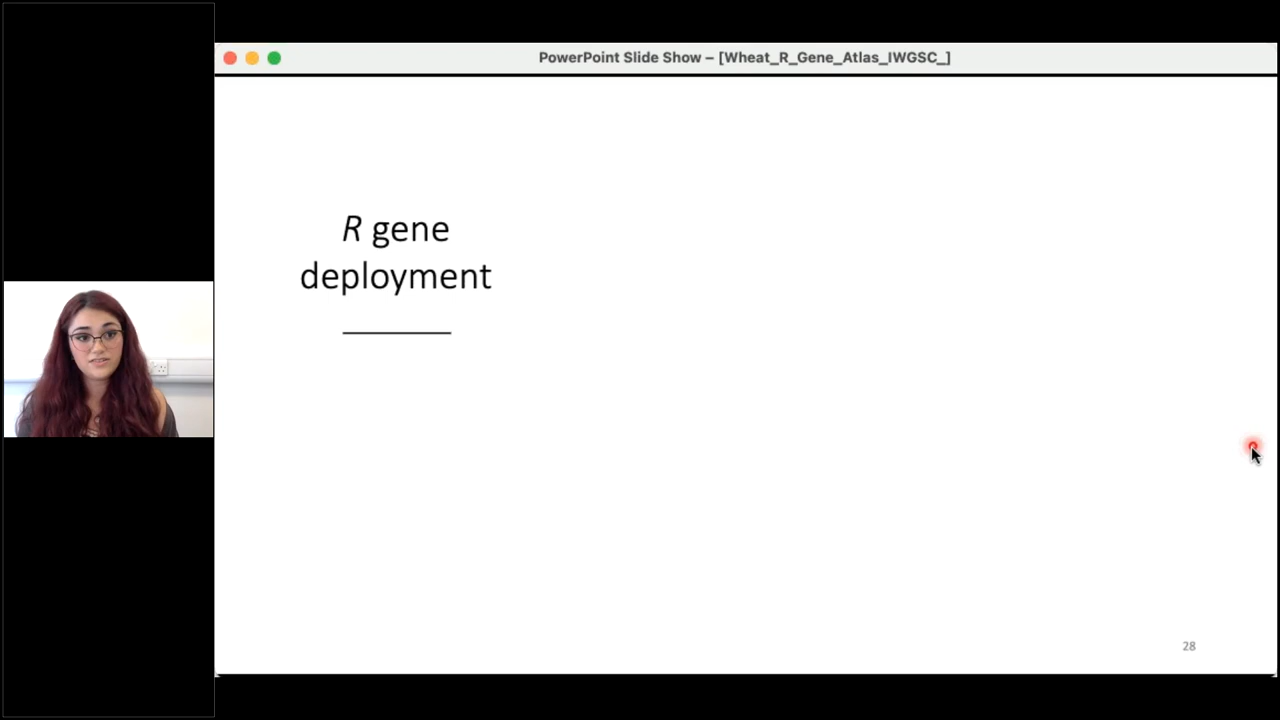 PowerPoint Slide Show – [Wheat_R_Gene_Atlas_IWGSC_]
R gene
deployment
28